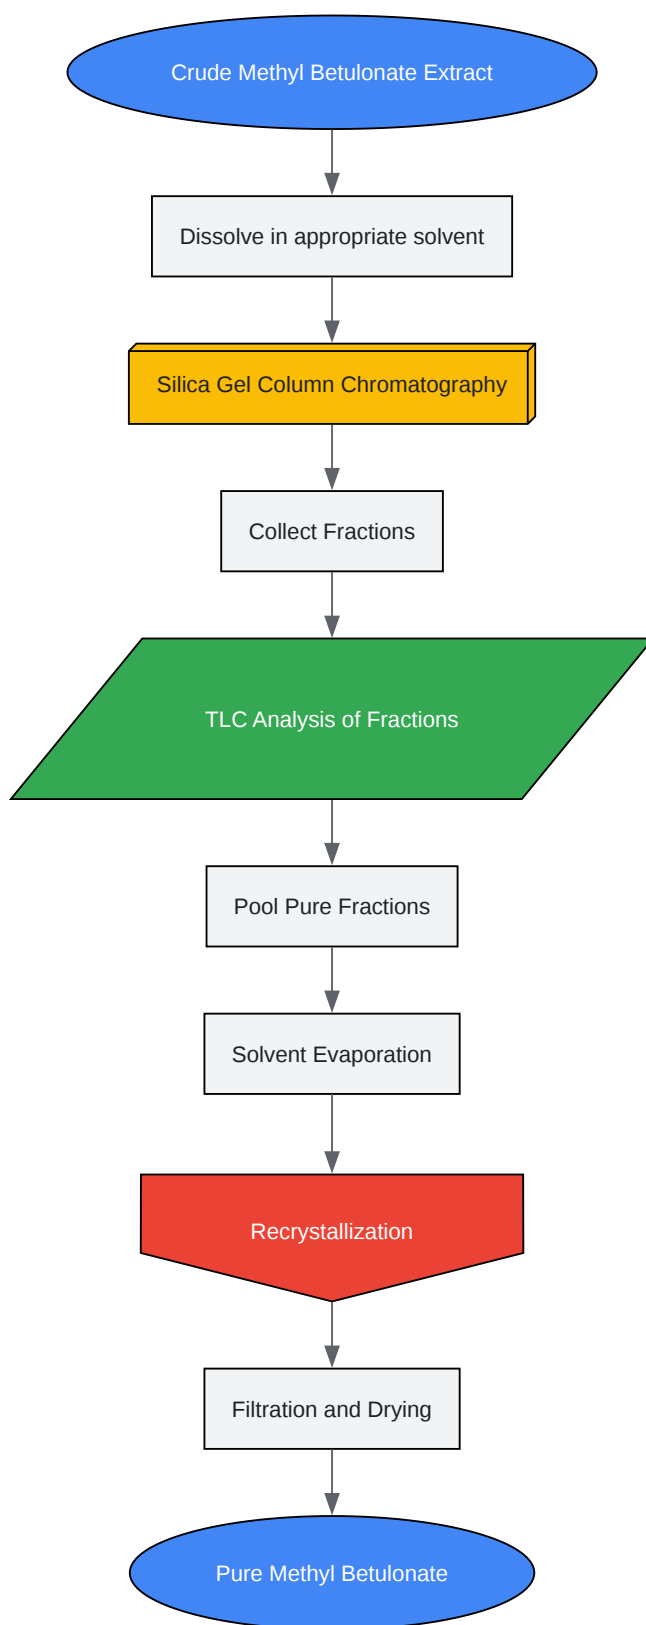 Crude Methyl Betulonate Extract
Dissolve in appropriate solvent
Silica Gel Column Chromatography
Collect Fractions
TLC Analysis of Fractions
Pool Pure Fractions
Solvent Evaporation
Recrystallization
Filtration and Drying
Pure Methyl Betulonate